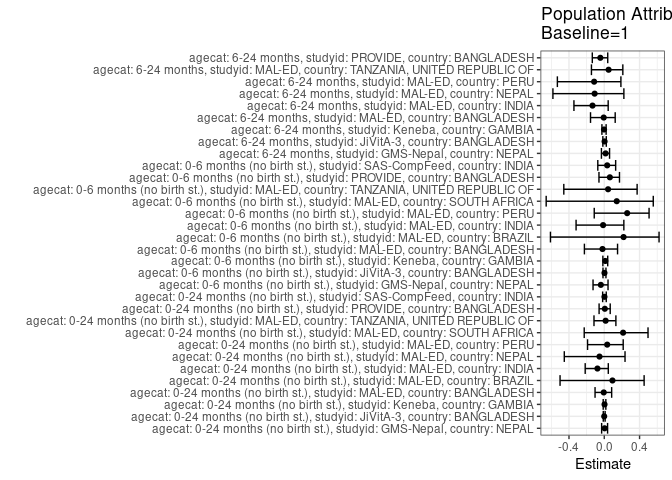 Population Attrib
Baseline=1
agecat: 6-24 months, studyid: PROVIDE, country: BANGLADESH
agecat: 6-24 months, studyid: MAL-ED, country: TANZANIA, UNITED REPUBLIC OF
agecat: 6-24 months, studyid: MAL-ED, country: PERU
agecat: 6-24 months, studyid: MAL-ED, country: NEPAL
agecat: 6-24 months, studyid: MAL-ED, country: INDIA
agecat: 6-24 months, studyid: MAL-ED, country: BANGLADESH
agecat: 6-24 months, studyid: Keneba, country: GAMBIA
agecat: 6-24 months, studyid: JiVitA-3, country: BANGLADESH
agecat: 6-24 months, studyid: GMS-Nepal, country: NEPAL
agecat: 0-6 months (no birth st.), studyid: SAS-CompFeed, country: INDIA
agecat: 0-6 months (no birth st.), studyid: PROVIDE, country: BANGLADESH
agecat: 0-6 months (no birth st.), studyid: MAL-ED, country: TANZANIA, UNITED REPUBLIC OF
agecat: 0-6 months (no birth st.), studyid: MAL-ED, country: SOUTH AFRICA
agecat: 0-6 months (no birth st.), studyid: MAL-ED, country: PERU
agecat: 0-6 months (no birth st.), studyid: MAL-ED, country: INDIA
agecat: 0-6 months (no birth st.), studyid: MAL-ED, country: BRAZIL
agecat: 0-6 months (no birth st.), studyid: MAL-ED, country: BANGLADESH
agecat: 0-6 months (no birth st.), studyid: Keneba, country: GAMBIA
agecat: 0-6 months (no birth st.), studyid: JiVitA-3, country: BANGLADESH
agecat: 0-6 months (no birth st.), studyid: GMS-Nepal, country: NEPAL
agecat: 0-24 months (no birth st.), studyid: SAS-CompFeed, country: INDIA
agecat: 0-24 months (no birth st.), studyid: PROVIDE, country: BANGLADESH
agecat: 0-24 months (no birth st.), studyid: MAL-ED, country: TANZANIA, UNITED REPUBLIC OF
agecat: 0-24 months (no birth st.), studyid: MAL-ED, country: SOUTH AFRICA
agecat: 0-24 months (no birth st.), studyid: MAL-ED, country: PERU
agecat: 0-24 months (no birth st.), studyid: MAL-ED, country: NEPAL
agecat: 0-24 months (no birth st.), studyid: MAL-ED, country: INDIA
agecat: 0-24 months (no birth st.), studyid: MAL-ED, country: BRAZIL
agecat: 0-24 months (no birth st.), studyid: MAL-ED, country: BANGLADESH
agecat: 0-24 months (no birth st.), studyid: Keneba, country: GAMBIA
agecat: 0-24 months (no birth st.), studyid: JiVitA-3, country: BANGLADESH
agecat: 0-24 months (no birth st.), studyid: GMS-Nepal, country: NEPAL
-0.4 0.0 0.4
Estimate